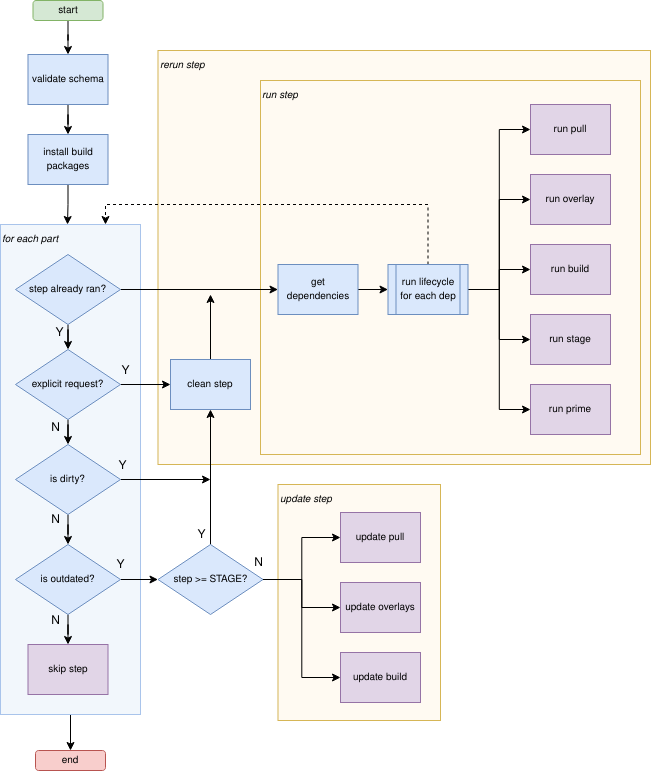 start
validate schema
rerun step
run step
run pull
install build
packages
run overlay
for each part
step already ran?
get
dependencies
run lifecycle
for each dep
run build
Y
run stage
explicit request?
Y
clean step
run prime
N
is dirty?
Y
update step
N
Y
update pull
is outdated?
Y
step >= STAGE?
N
update overlays
N
skip step
update build
end